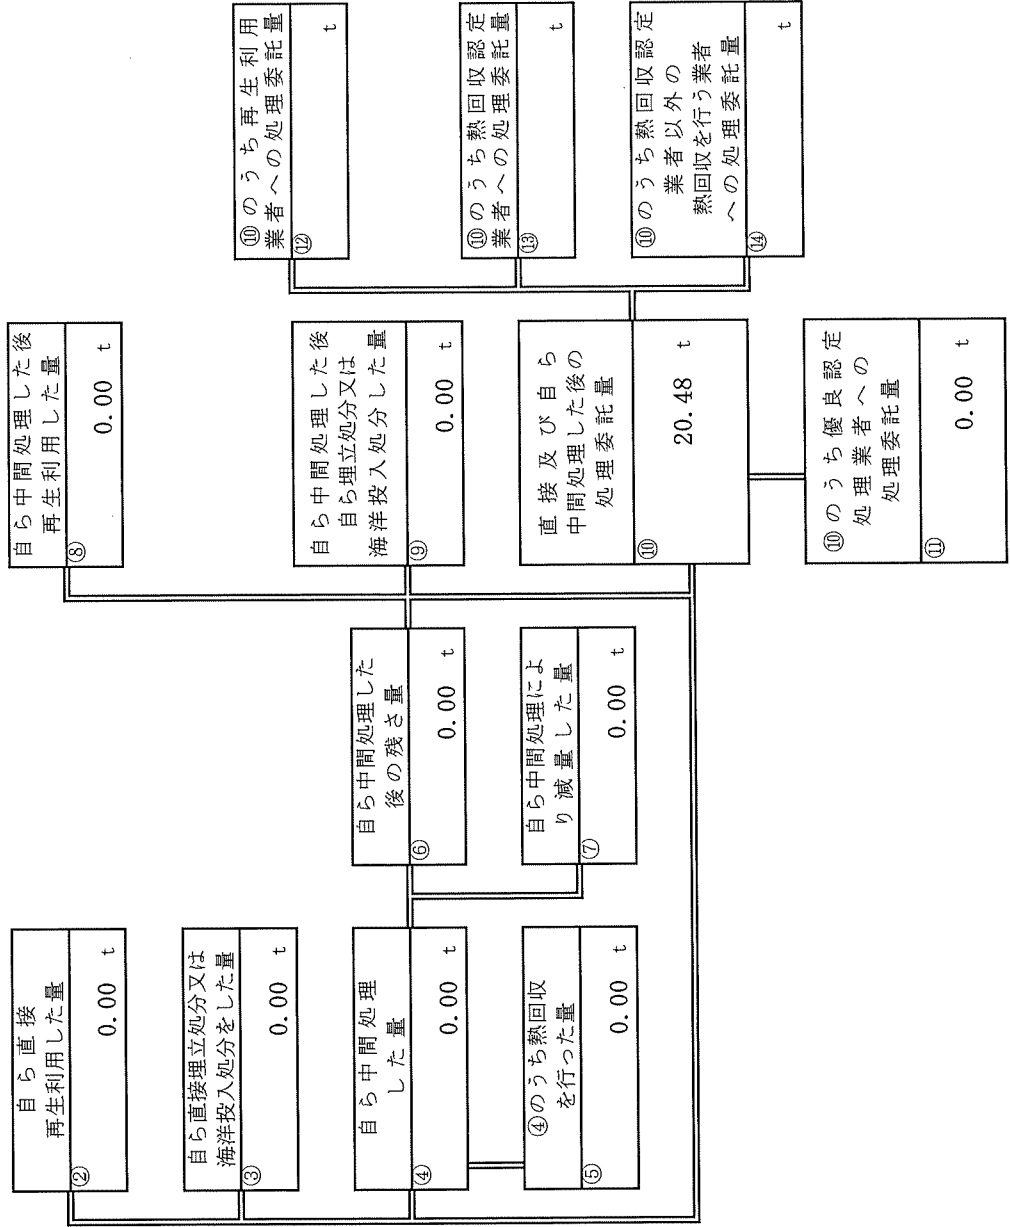 自ら直接
再生利用した量
② 0.00 t
自ら直接埋立処分又は
海洋投入処分をした量
③ 0.00 t
自ら中間処理
した量
④ 0.00 t
④のうち熱回収
を行った量
⑤ 0.00 t
自ら中間処理した
後の残さ量
⑥ 0.00 t
自ら中間処理によ
り減量した量
⑦ 0.00 t
自ら中間処理した後
再生利用した量
⑧ 0.00 t
自ら中間処理した後
自ら埋立処分又は
海洋投入処分した量
⑨ 0.00 t
直接及び自ら
中間処理した後の
処理委託量
⑩ 20.48 t
⑩のうち優良認定
処理業者への
処理委託量
⑪ 0.00 t
⑩のうち再生利用
業者への処理委託量
⑫ t
⑩のうち熱回収認定
業者への処理委託量
⑬ t
⑩のうち熱回収認定
業者以外の
熱回収を行う業者
への処理委託量
⑭ t